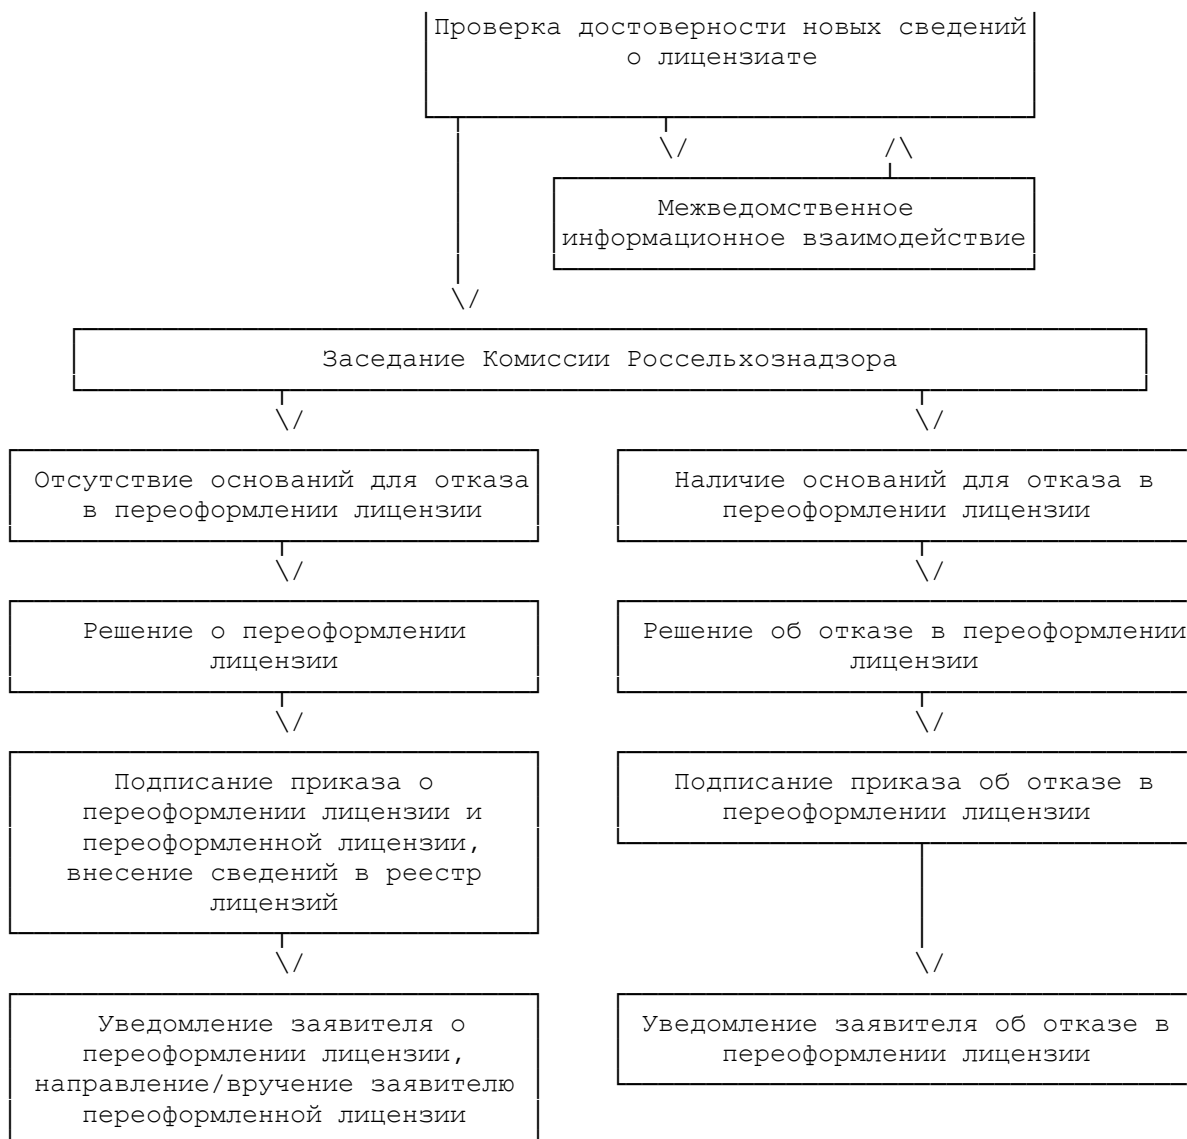 Проверка достоверности новых сведений
о лицензиате
Межведомственное
информационное взаимодействие
Заседание Комиссии Россельхознадзора
Отсутствие оснований для отказа
в переоформлении лицензии
Наличие оснований для отказа в
переоформлении лицензии
Решение о переоформлении
лицензии
Решение об отказе в переоформлении
лицензии
Подписание приказа о
переоформлении лицензии и
переоформленной лицензии,
внесение сведений в реестр
лицензий
Подписание приказа об отказе в
переоформлении лицензии
Уведомление заявителя о
переоформлении лицензии,
направление/вручение заявителю
переоформленной лицензии
Уведомление заявителя об отказе в
переоформлении лицензии